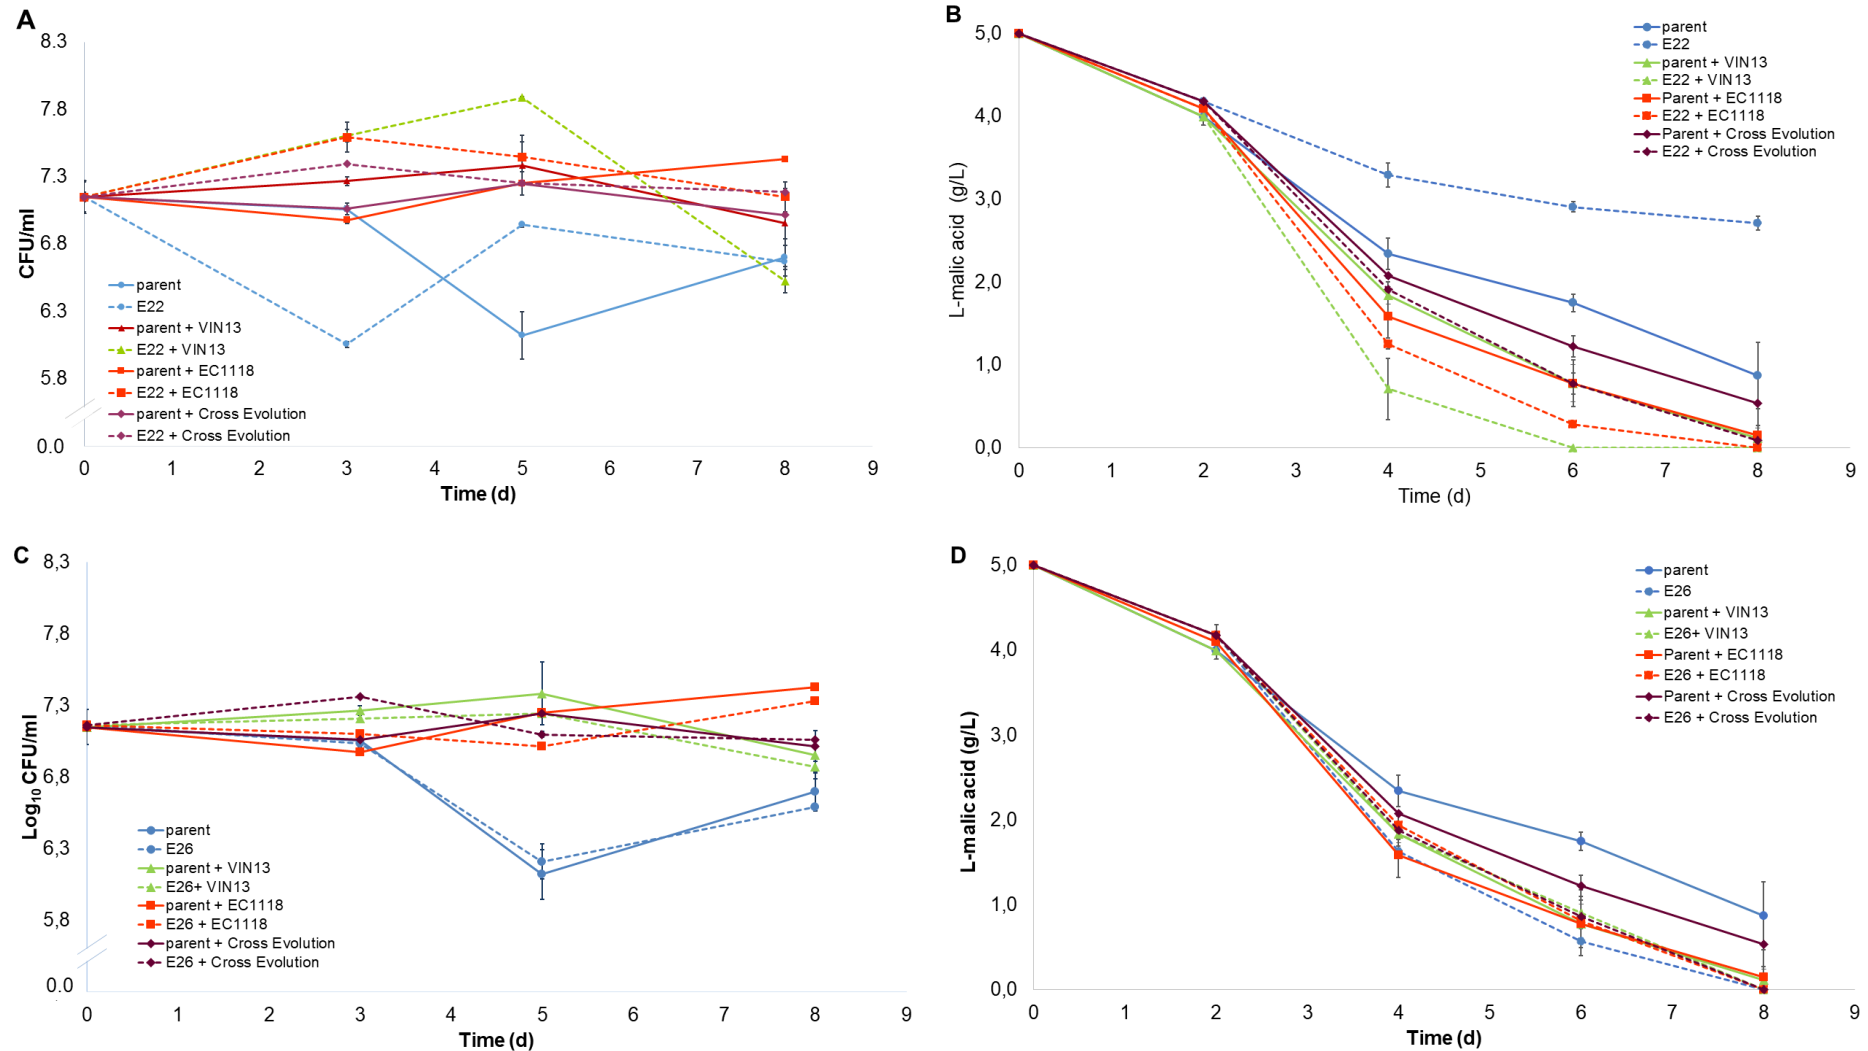 A
8.3
7.8
7.3
6.8
6.3
5.8
0.0
CFU/ml
parent
E22
parent + VIN13
E22 + VIN13
parent + EC1118
E22 + EC1118
parent + Cross Evolution
E22 + Cross Evolution
0 1 2 3 4 5 6 7 8 9
Time (d)
B
5,0
4,0
3,0
2,0
1,0
0,0
L-malic acid (g/L)
parent
E22
parent + VIN13
E22 + VIN13
Parent + EC1118
E22 + EC1118
Parent + Cross Evolution
E22 + Cross Evolution
0 1 2 3 4 5 6 7 8 9
Time (d)
C
8,3
7.8
7.3
6.8
6.3
5.8
0.0
Log10 CFU/ml
parent
E26
parent + VIN13
E26+ VIN13
parent + EC1118
E26 + EC1118
parent + Cross Evolution
E26 + Cross Evolution
0 1 2 3 4 5 6 7 8 9
Time (d)
D
5,0
4,0
3,0
2,0
1,0
0,0
L-malic acid (g/L)
parent
E26
parent + VIN13
E26+ VIN13
Parent + EC1118
E26 + EC1118
Parent + Cross Evolution
E26 + Cross Evolution
0 1 2 3 4 5 6 7 8 9
Time (d)